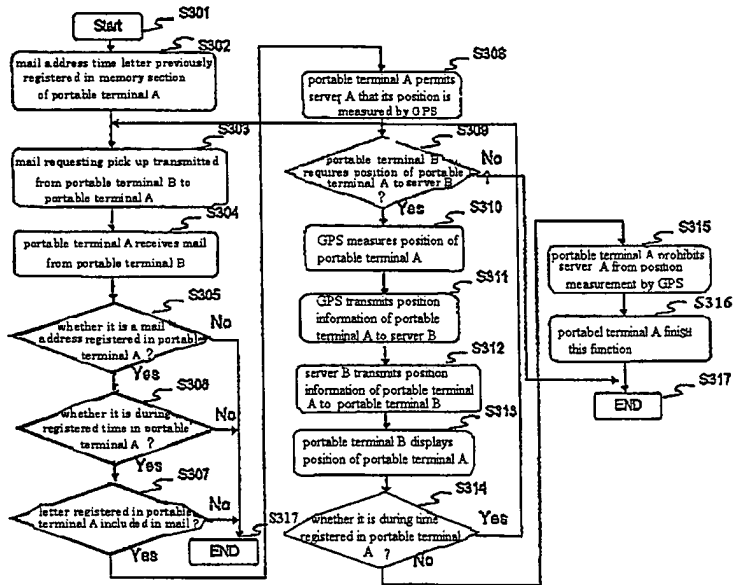 S301
Start
S302
mail address time letter previously
registered in memory section
of portable terminal A
S303
mail requesting pick up transmitted
from portable terminal B to
portable terminal A
S304
portable terminal A receives mail
from portable terminal B
S305
whether it is a mail
address registered in portable
terminal A ?
No
Yes
S306
whether it is during
registered time in portable
terminal A ?
No
Yes
S307
letter registered in portable
terminal A included in mail ?
No
Yes
S317
END
S308
portable terminal A permits
server A that its position is
measured by GPS
S309
portable terminal B
requires position of portable
terminal A to server B
?
No
Yes
S310
GPS measures position of
portable terminal A
S311
GPS transmits position
information of portable
terminal A to server B
S312
server B transmits position
information of portable terminal
A to portable terminal B
S313
portable terminal B displays
position of portable terminal A.
S314
whether it is during time
registered in portable terminal
A ?
Yes
No
S315
portable terminal A prohibits
server A from position
measurement by GPS
S316
portabel terminal A finish
this function
S317
END